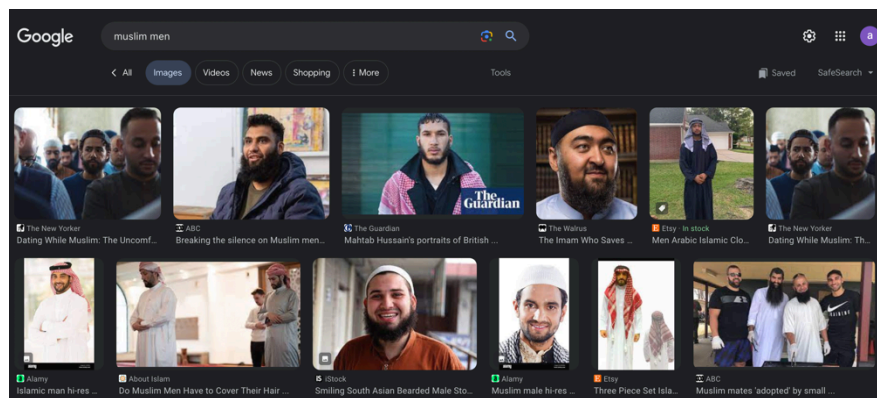 Google
muslim men
All
Images
Videos
News
Shopping
More
Tools
Saved
SafeSearch
a
The Guardian
The New Yorker
Dating While Muslim: The Uncomf...
ABC
Breaking the silence on Muslim men...
The Guardian
Mahtab Hussain's portraits of British ...
The Walrus
The Imam Who Saves ...
Etsy · In stock
Men Arabic Islamic Clo...
The New Yorker
Dating While Muslim: Th...
Alamy
Islamic man hi-res ...
About Islam
Do Muslim Men Have to Cover Their Hair ...
iStock
Smiling South Asian Bearded Male Sto...
Alamy
Muslim male hi-res ...
Etsy
Three Piece Set Isla...
ABC
Muslim mates 'adopted' by small ...